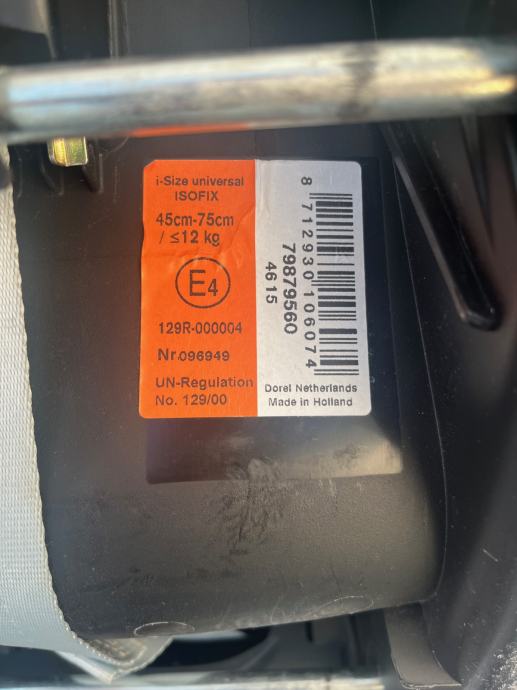 i-Size universal
ISOFIX
45cm-75cm
/ ≤12 kg
E4
129R-000004
Nr.096949
UN-Regulation
No. 129/00
8 712930 106074
79879560
4615
Dorel Netherlands
Made in Holland